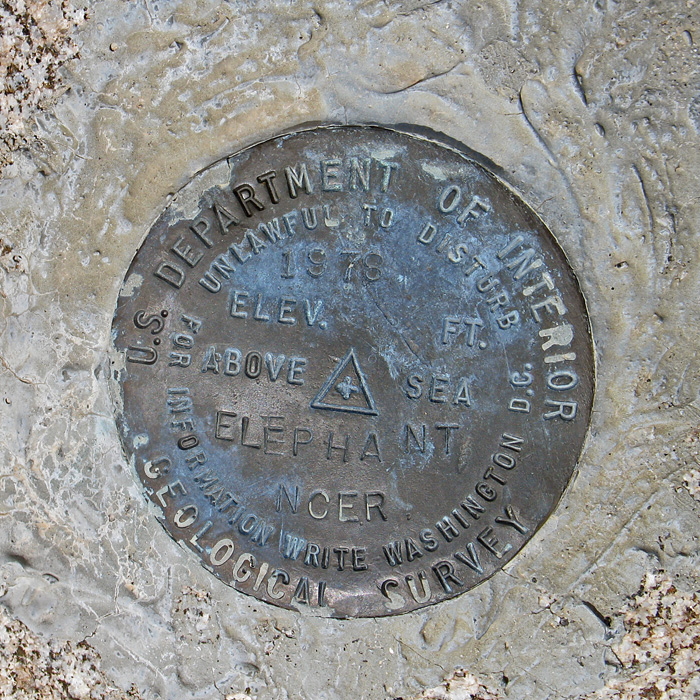 U.S. DEPARTMENT OF INTERIOR
UNLAWFUL TO DISTURB
1978
ELEV. FT.
ABOVE SEA
ELEPHANT
NCER
FOR INFORMATION WRITE WASHINGTON D.C.
GEOLOGICAL SURVEY